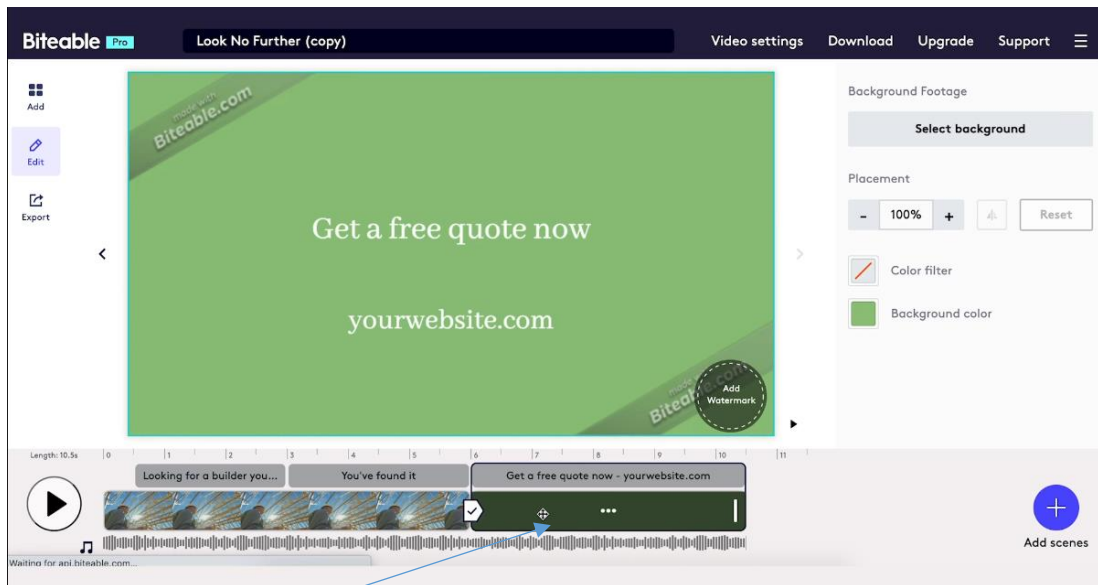 Biteable Pro
Look No Further (copy)
Video settings
Download
Upgrade
Support
Add
Edit
Export
made with
Biteable.com
Get a free quote now
yourwebsite.com
made with
Biteable.com
Add
Watermark
Background Footage
Select background
Placement
- 100% +
Reset
Color filter
Background color
Length: 10.5s
0 1 2 3 4 5 6 7 8 9 10 11
Looking for a builder you...
You've found it
Get a free quote now - yourwebsite.com
Add scenes
Waiting for api.biteable.com...